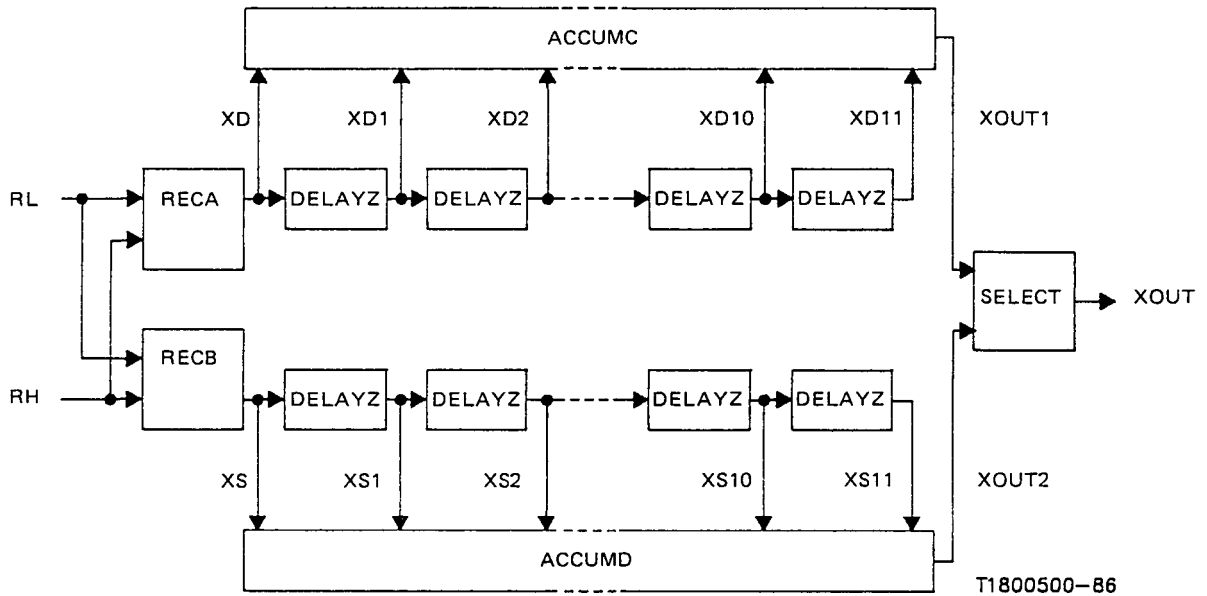 ACCUMC
XD XD1 XD2 XD10 XD11 XOUT1
RL RECA DELAYZ DELAYZ DELAYZ DELAYZ
SELECT XOUT
RECB
RH DELAYZ DELAYZ DELAYZ DELAYZ
XS XS1 XS2 XS10 XS11 XOUT2
ACCUMD
T1800500-86